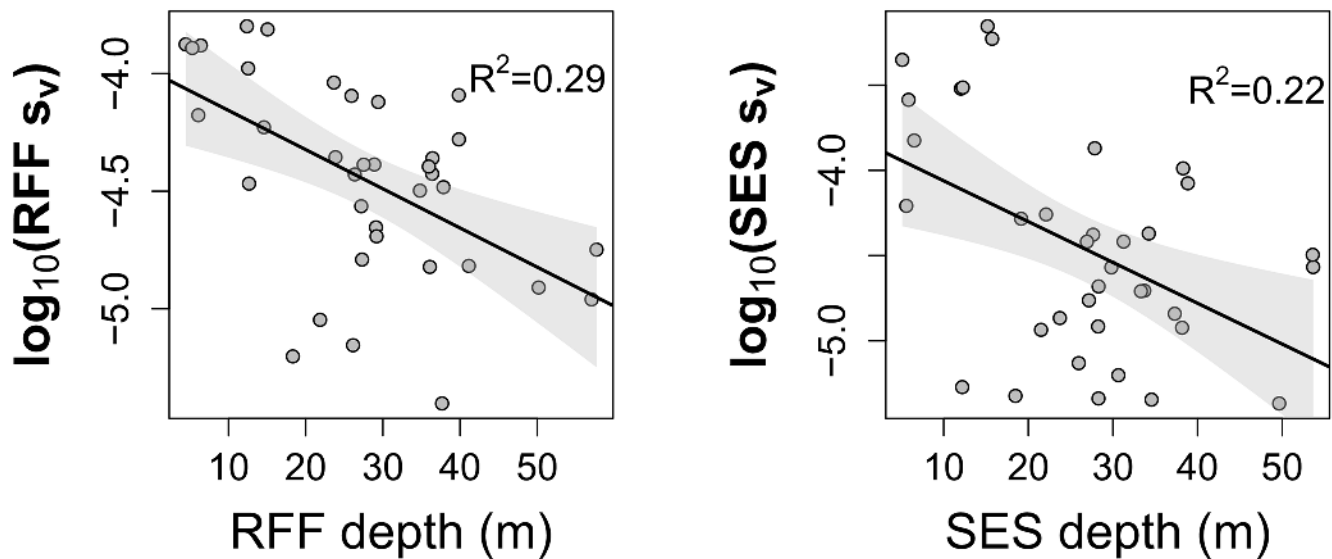 log₁₀(RFF sᵥ)
−4.0
−4.5
−5.0
R²=0.29
10 20 30 40 50
RFF depth (m)
log₁₀(SES sᵥ)
−4.0
−5.0
R²=0.22
10 20 30 40 50
SES depth (m)